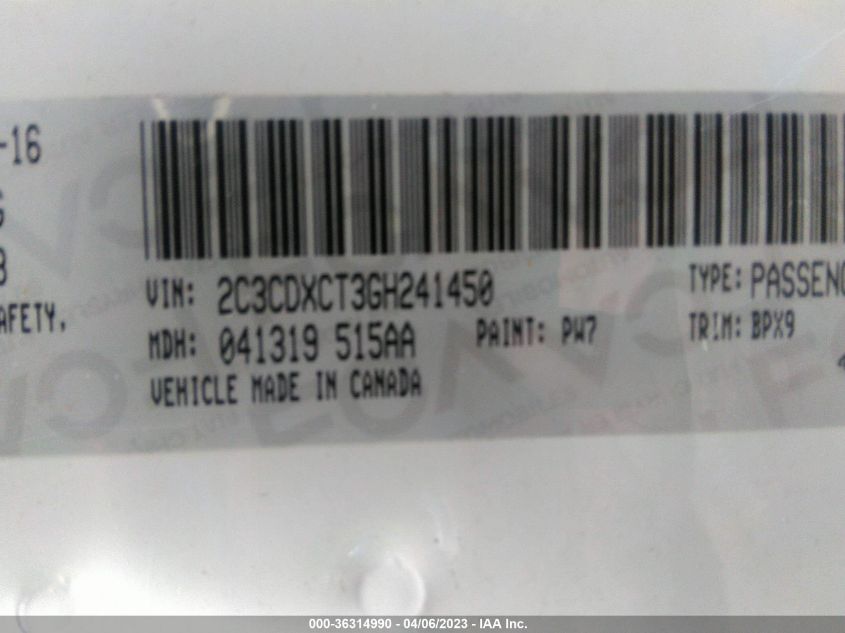 -16
VIN: 2C3CDXCT3GH241450
TYPE: PASSENG
AFETY,
MDH: 041319 515AA
PAINT: PW7
TRIM: BPX9
VEHICLE MADE IN CANADA
000-36314990 - 04/06/2023 - IAA Inc.